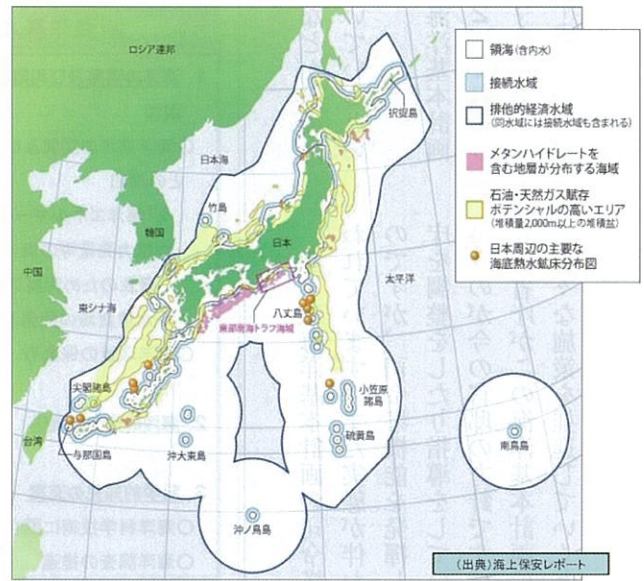 ロシア連邦
択捉島
日本海
竹島
韓国
日本
中国
太平洋
東シナ海
八丈島
東部南海トラフ海域
尖閣諸島
小笠原
諸島
台湾
与那国島
沖大東島
硫黄島
南鳥島
沖ノ鳥島
領海(含内水)
接続水域
排他的経済水域
(同水域には接続水域も含まれる)
メタンハイドレートを
含む地層が分布する海域
石油・天然ガス賦存
ポテンシャルの高いエリア
(堆積量2,000m以上の堆積盆)
日本周辺の主要な
海底熱水鉱床分布図
(出典)海上保安レポート